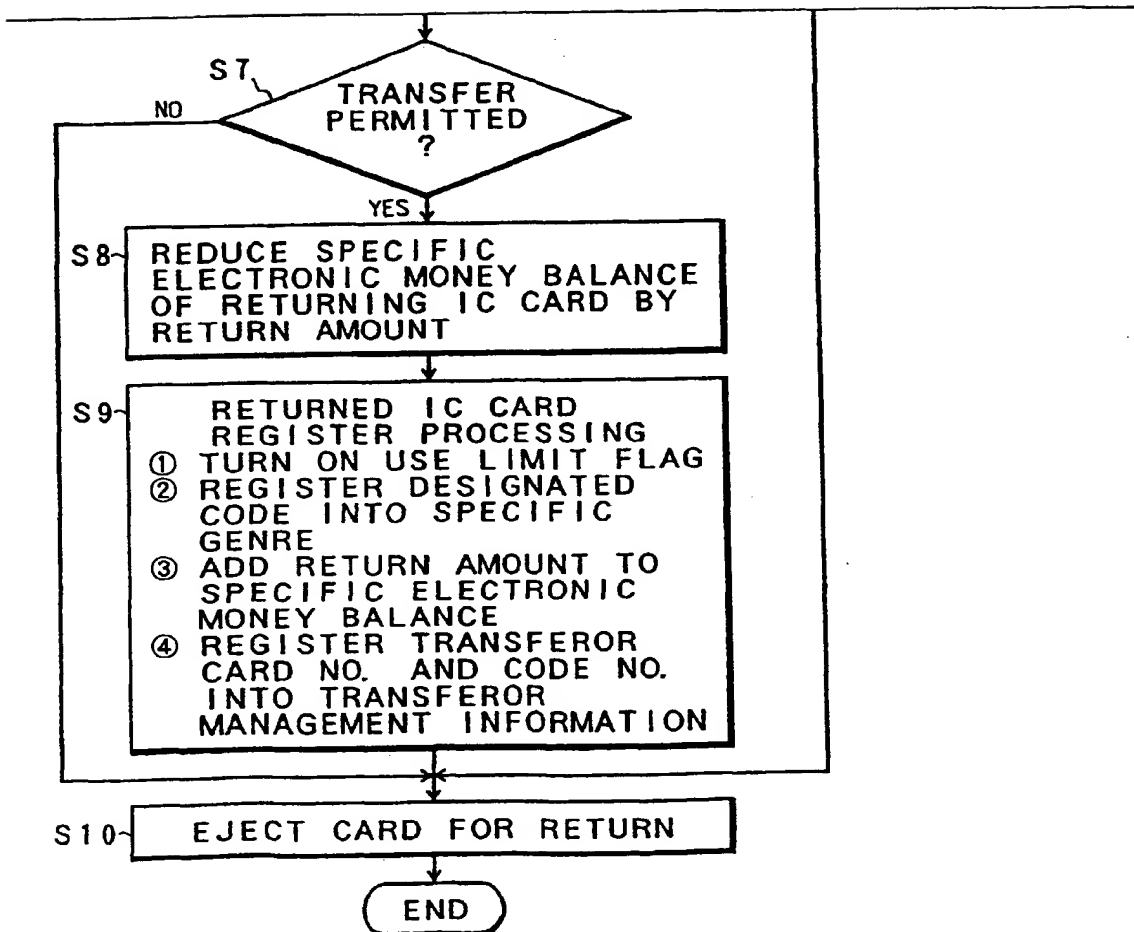 S7
TRANSFER
PERMITTED
?
NO
YES
S8
REDUCE SPECIFIC
ELECTRONIC MONEY BALANCE
OF RETURNING IC CARD BY
RETURN AMOUNT
S9
RETURNED IC CARD
REGISTER PROCESSING
① TURN ON USE LIMIT FLAG
② REGISTER DESIGNATED
CODE INTO SPECIFIC
GENRE
③ ADD RETURN AMOUNT TO
SPECIFIC ELECTRONIC
MONEY BALANCE
④ REGISTER TRANSFEROR
CARD NO. AND CODE NO.
INTO TRANSFEROR
MANAGEMENT INFORMATION
S10
EJECT CARD FOR RETURN
END